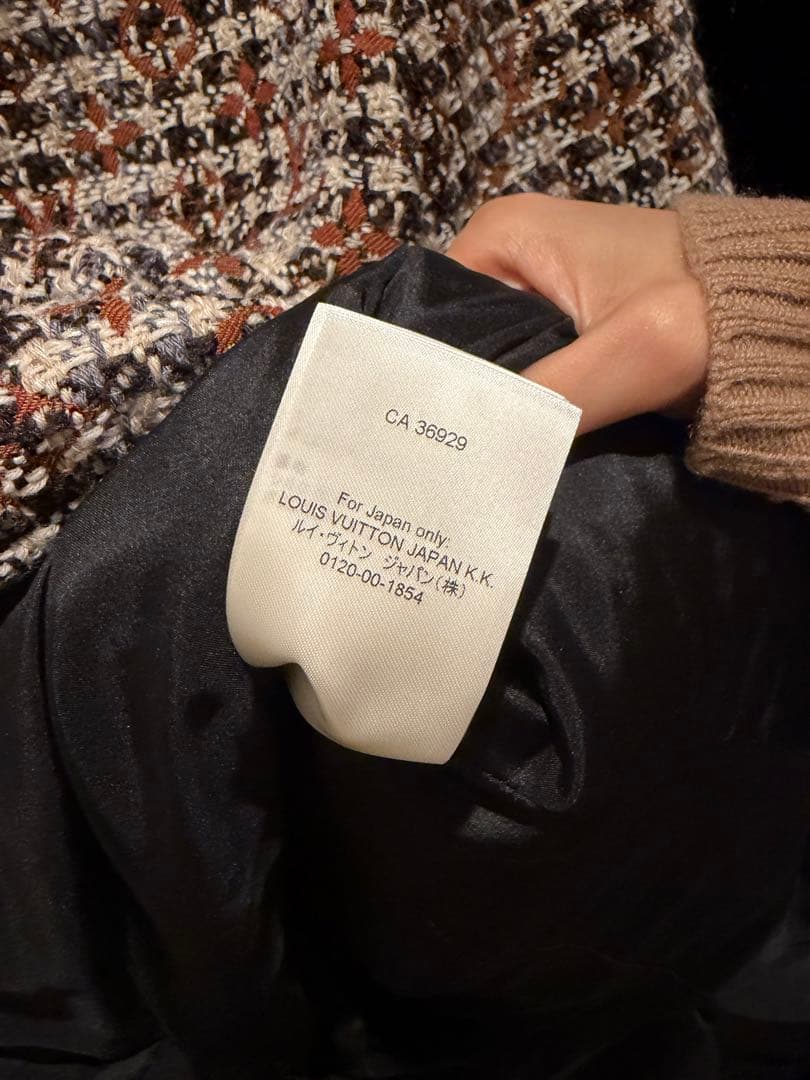 CA 36929
For Japan only:
LOUIS VUITTON JAPAN K.K.
ルイ・ヴィトン ジャパン(株)
0120-00-1854